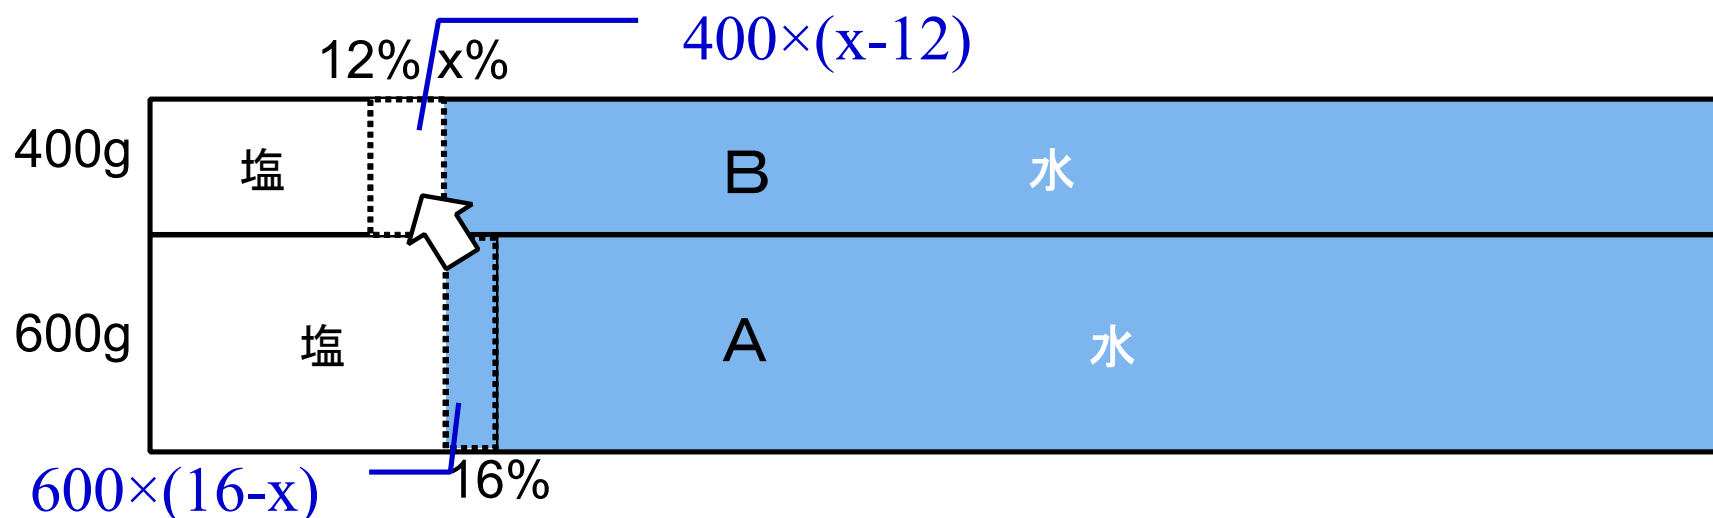 400×(x-12)
12% x%
400g 塩 B 水
600g 塩 A 水
600×(16-x) 16%